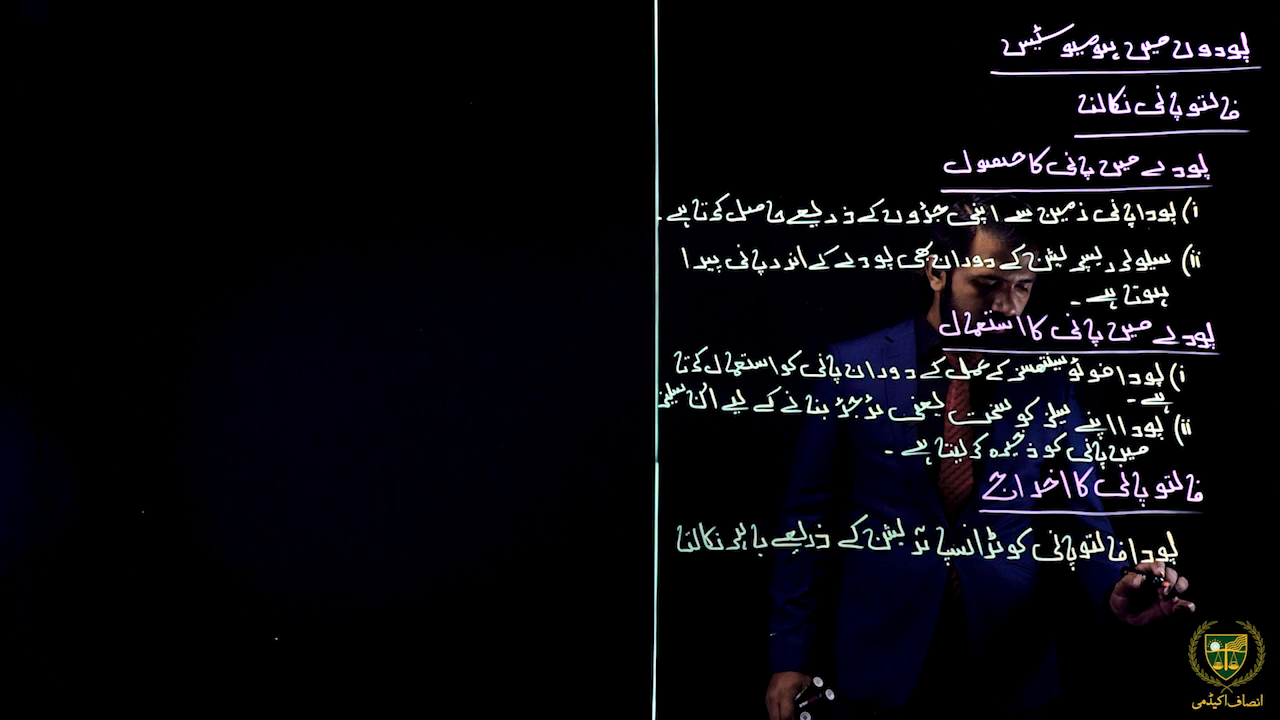 پودوں میں ہومیوسٹیسس
فالتو پانی نکالنا
پودے میں پانی کا حصول
i) پودا پانی زمین سے اپنی جڑوں کے ذریعے حاصل کرتا ہے۔
ii) سیلولر ریسپریشن کے دوران بھی پودے کے اندر پانی پیدا
ہوتا ہے۔
پودے میں پانی کا استعمال
i) پودا فوٹو سینتھسز کے عمل کے دوران پانی کو استعمال کرتا
ہے۔
ii) پودا اپنے سیلز کو سخت یعنی ٹرجڑ بنانے کے لیے ان سیلز
میں پانی کو ذخیرہ کر لیتا ہے۔
فالتو پانی کا اخراج
پودا فالتو پانی کو ٹرانسپائریشن کے ذریعے باہر نکالتا
انصاف اکیڈمی